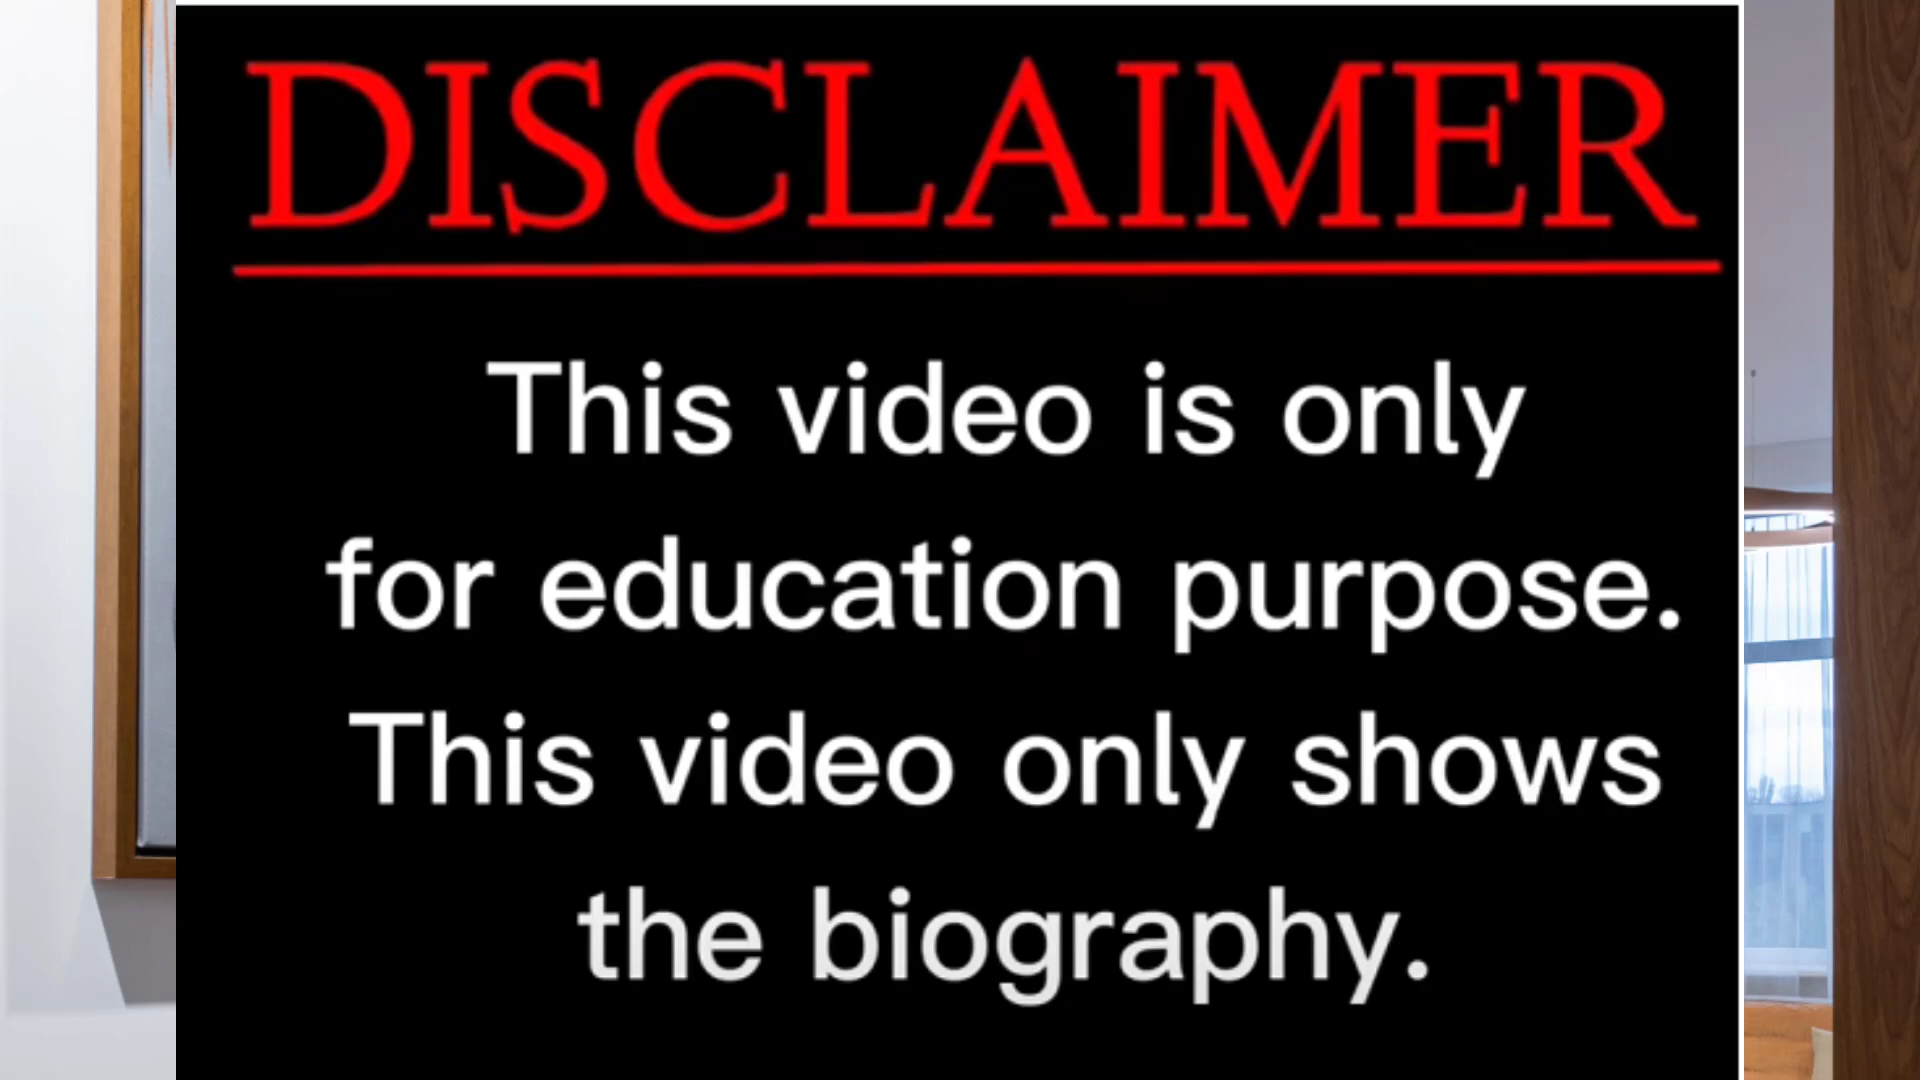 DISCLAIMER
This video is only
for education purpose.
This video only shows
the biography.